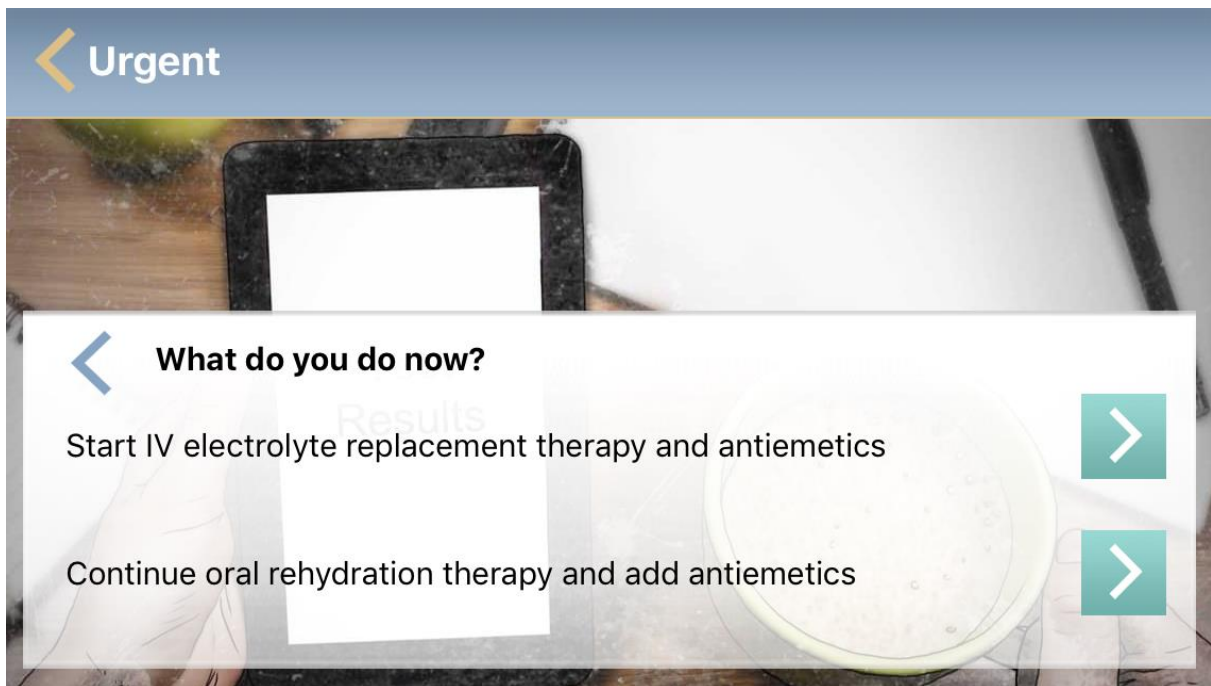 Urgent
What do you do now?
Results
Start IV electrolyte replacement therapy and antiemetics
Continue oral rehydration therapy and add antiemetics